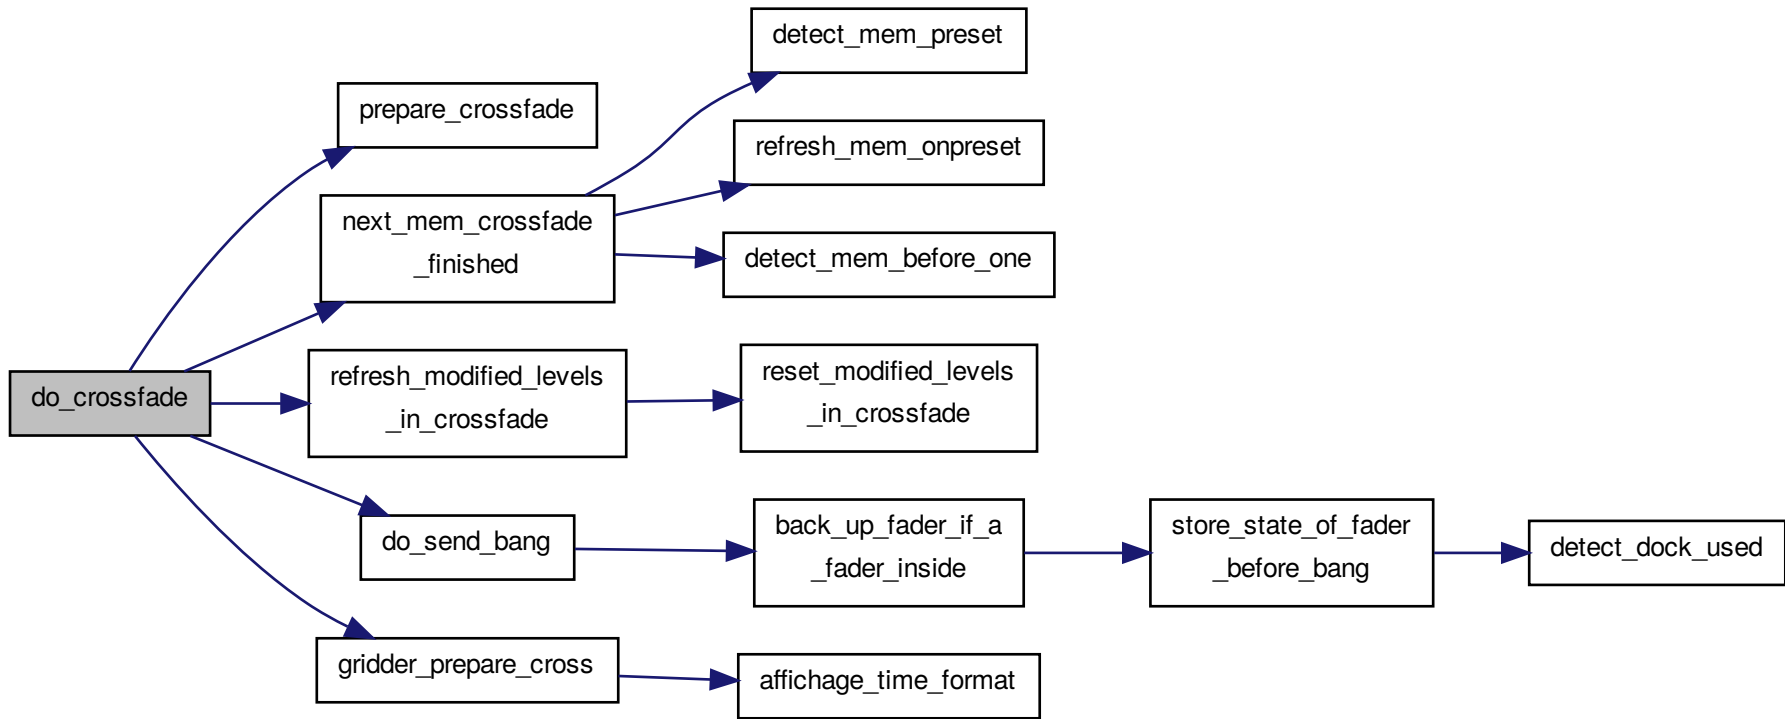 detect_mem_preset
prepare_crossfade
refresh_mem_onpreset
next_mem_crossfade
_finished
detect_mem_before_one
do_crossfade
refresh_modified_levels
_in_crossfade
reset_modified_levels
_in_crossfade
do_send_bang
back_up_fader_if_a
_fader_inside
store_state_of_fader
_before_bang
detect_dock_used
gridder_prepare_cross
affichage_time_format